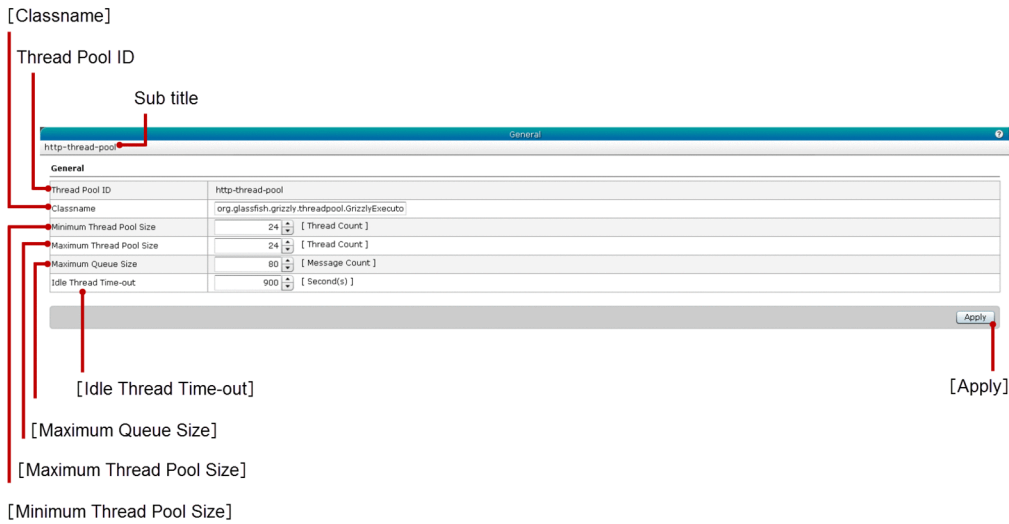 [Classname]
Thread Pool ID
Sub title
General
?
http-thread-pool
General
Thread Pool ID http-thread-pool
Classname org.glassfish.grizzly.threadpool.GrizzlyExecuto
Minimum Thread Pool Size 24 [ Thread Count ]
Maximum Thread Pool Size 24 [ Thread Count ]
Maximum Queue Size 80 [ Message Count ]
Idle Thread Time-out 900 [ Second(s) ]
Apply
[Idle Thread Time-out] [Apply]
[Maximum Queue Size]
[Maximum Thread Pool Size]
[Minimum Thread Pool Size]